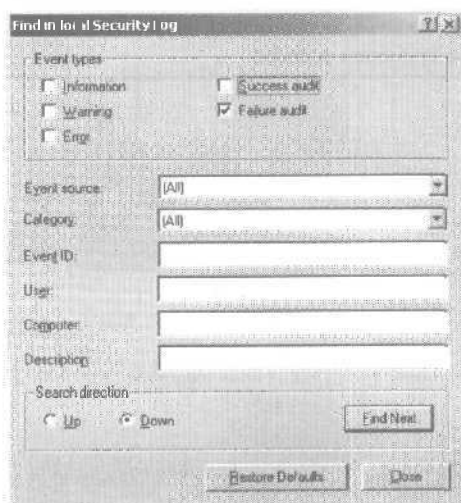 Find in local Security Log
Event types
Information
Success audit
Warning
Failure audit
Error
Event source:
(All)
Category:
(All)
Event ID:
User:
Computer:
Description:
Search direction
Up
Down
Find Next
Restore Defaults
Close